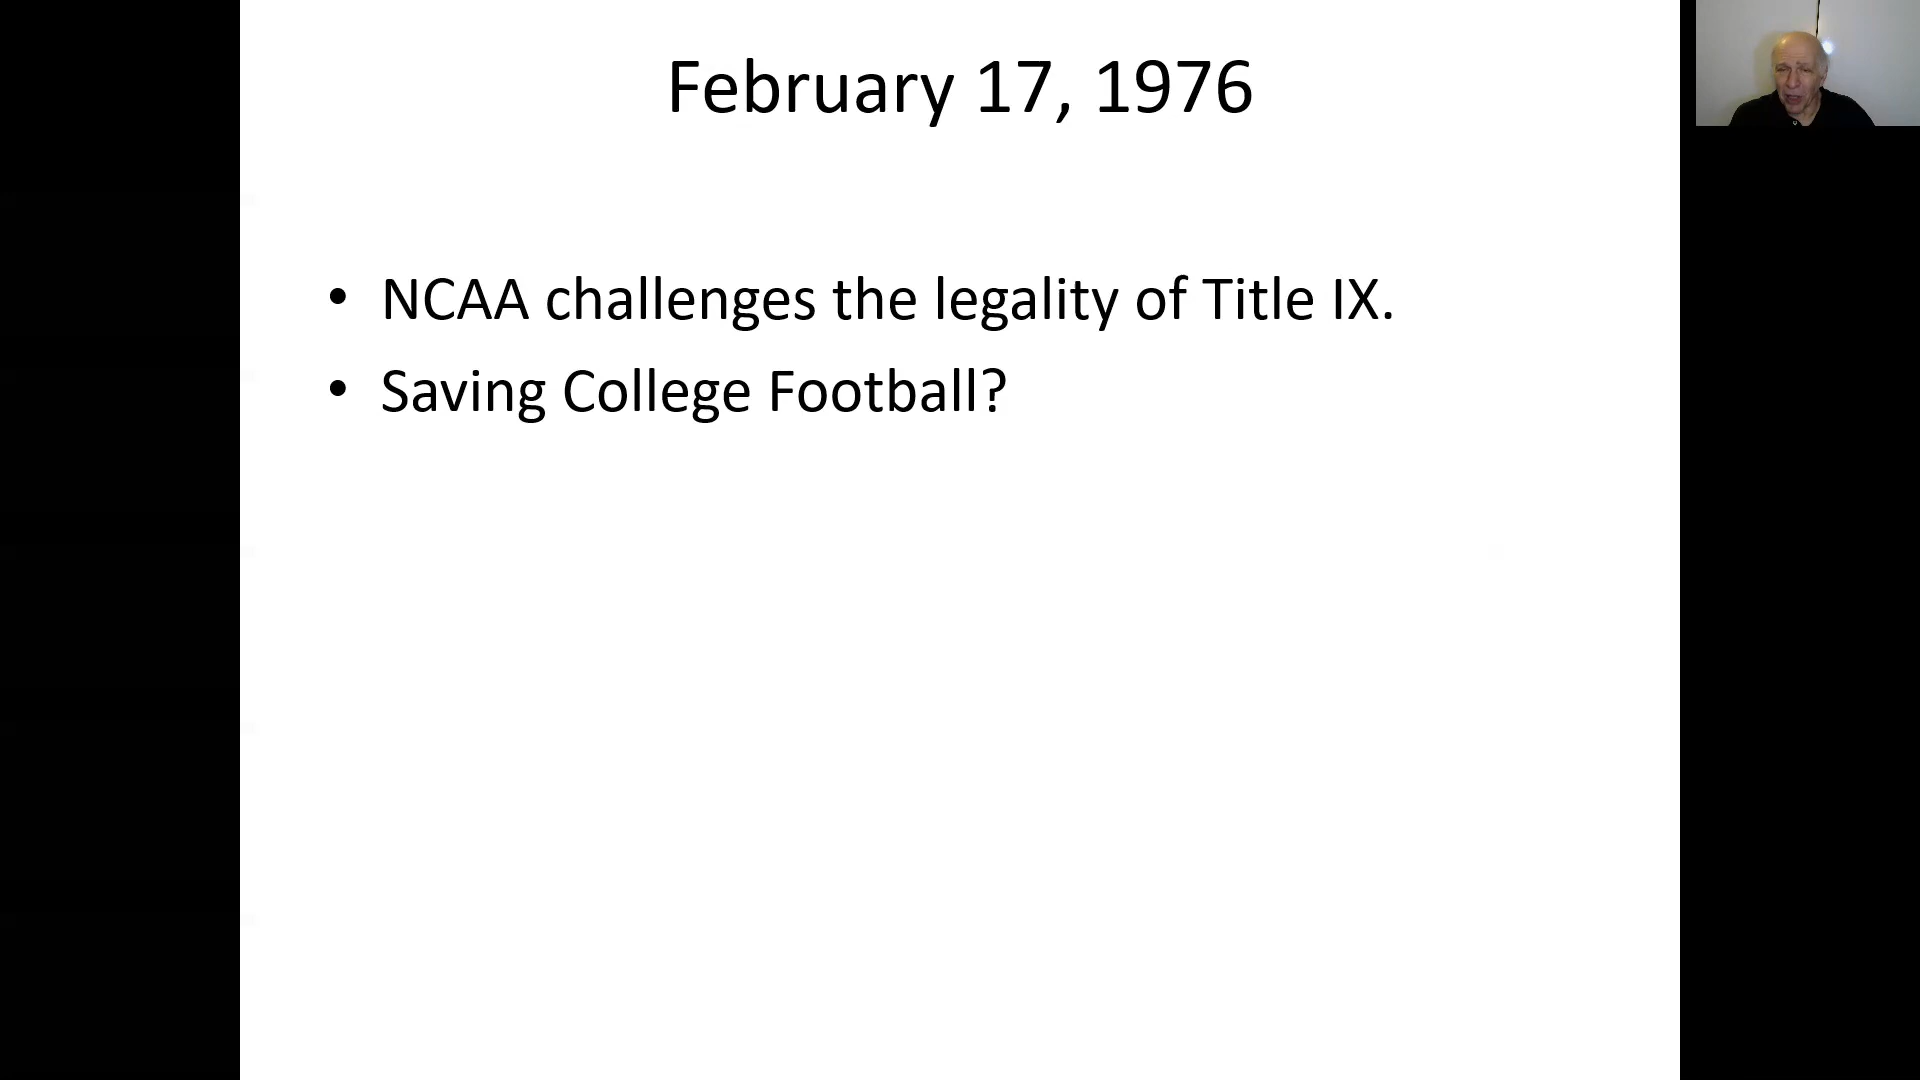 February 17, 1976
• NCAA challenges the legality of Title IX.
• Saving College Football?